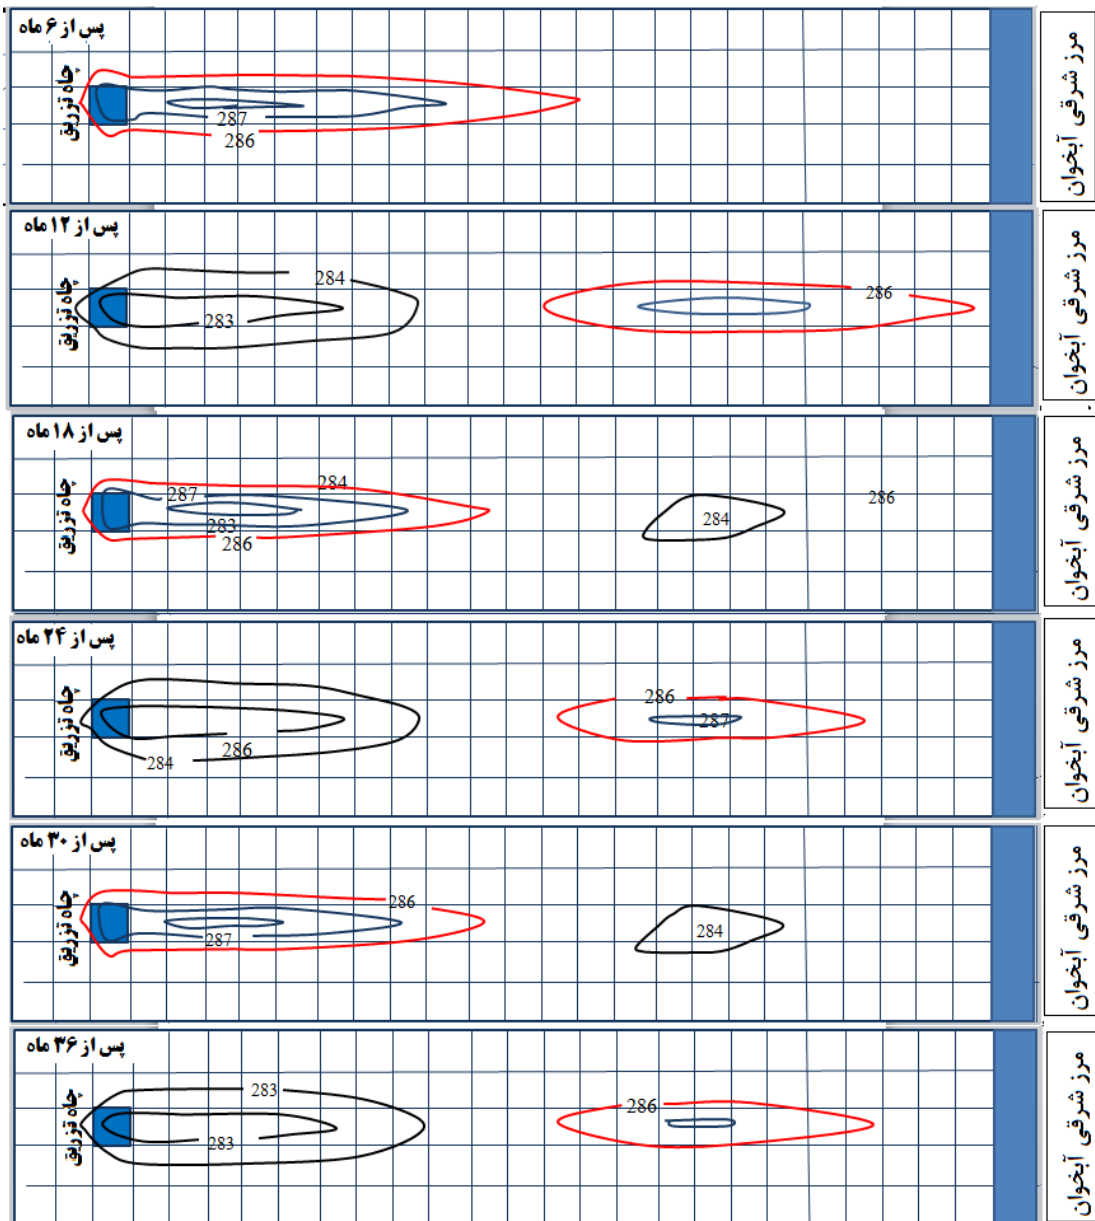 پس از ۶ ماه
چاه تزریق
287
286
مرز شرقی آبخوان
پس از ۱۲ ماه
چاه تزریق
284
283
286
مرز شرقی آبخوان
پس از ۱۸ ماه
چاه تزریق
287
284
283
286
284
286
مرز شرقی آبخوان
پس از ۲۴ ماه
چاه تزریق
286
284
286
287
مرز شرقی آبخوان
پس از ۳۰ ماه
چاه تزریق
286
287
284
مرز شرقی آبخوان
پس از ۳۶ ماه
چاه تزریق
283
283
286
مرز شرقی آبخوان